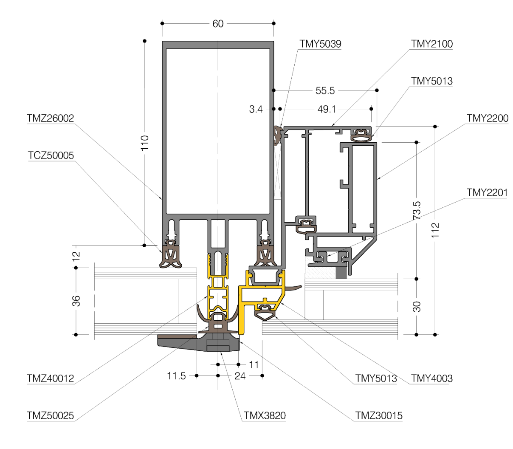 60
TMY5039
TMY2100
55.5
TMY5013
3.4
49.1
TMZ26002
TMY2200
110
TCZ50005
TMY2201
73.5
112
12
36
30
TMZ40012
11
TMY5013
TMY4003
11.5
24
TMZ50025
TMX3820
TMZ30015